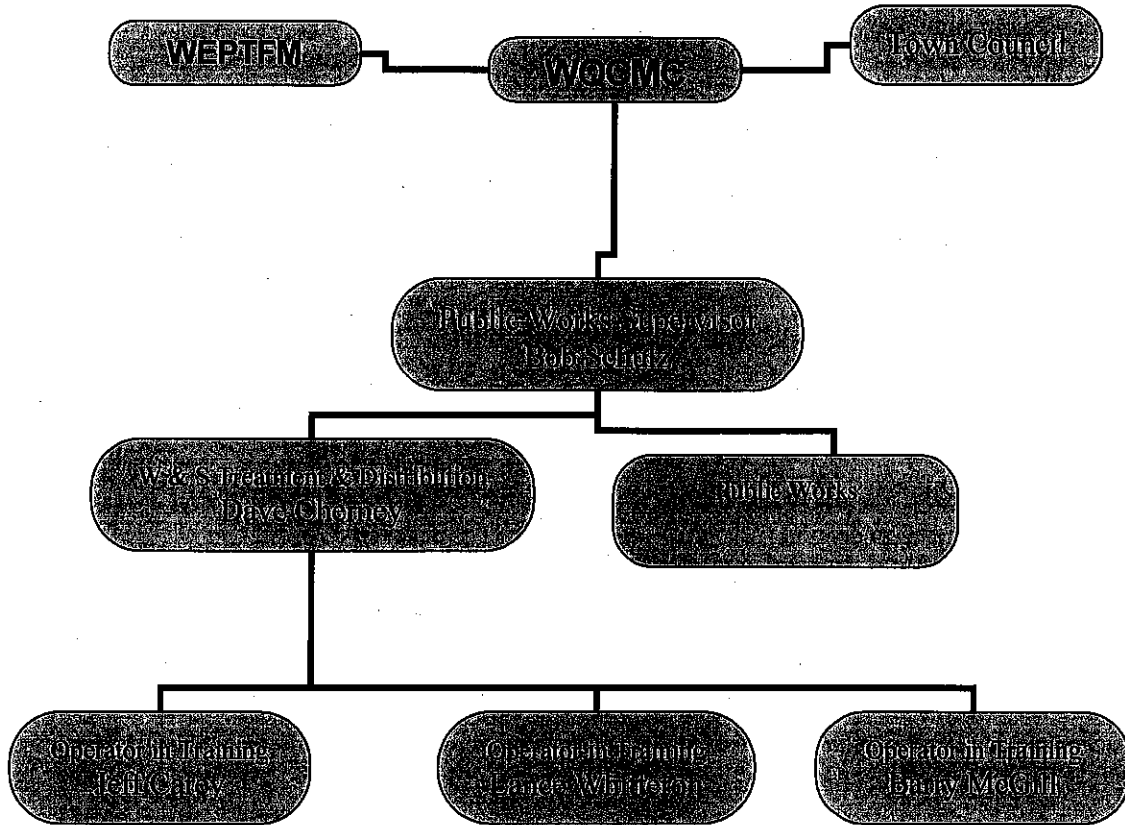 WEPTFM
WQCMC
Town Council
Public Works Supervisor
Bob Schulz
W & S Treatment & Distribution
Dave Chorney
Public Works
Operator in Training
Jeff Carey
Operator in Training
Lance
Operator in Training
Barry McGill